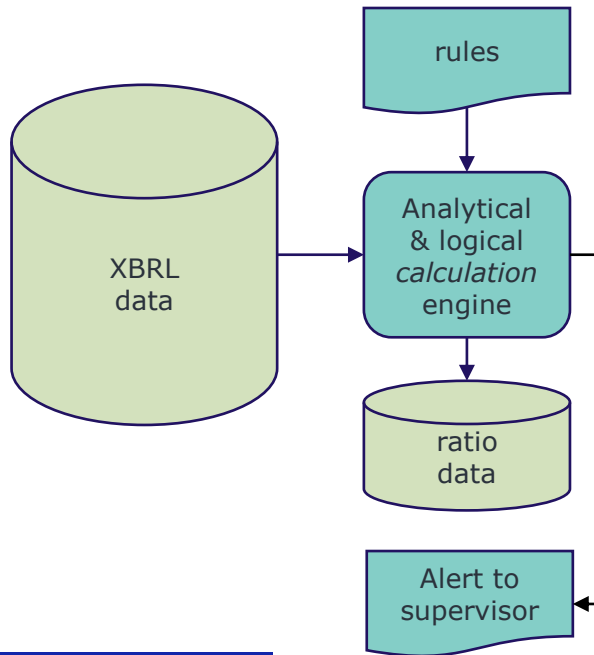 rules
XBRL
data
Analytical
& logical
calculation
engine
ratio
data
Alert to
supervisor